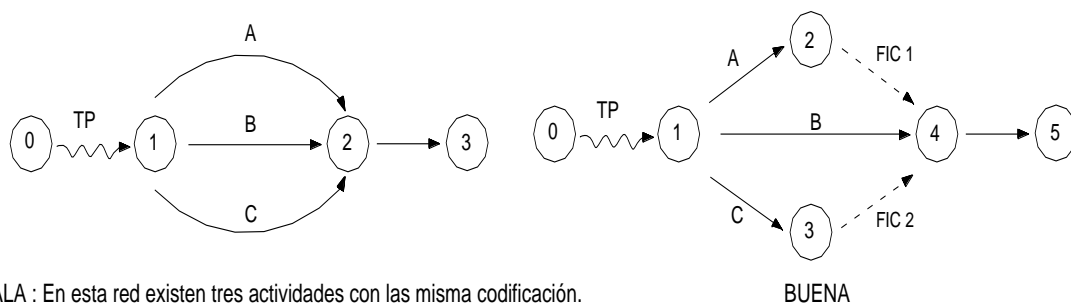 A
TP
B
0
1
2
3
C
2
A
FIC 1
TP
B
0
1
4
5
C
3
FIC 2
ALA : En esta red existen tres actividades con las misma codificación.
BUENA